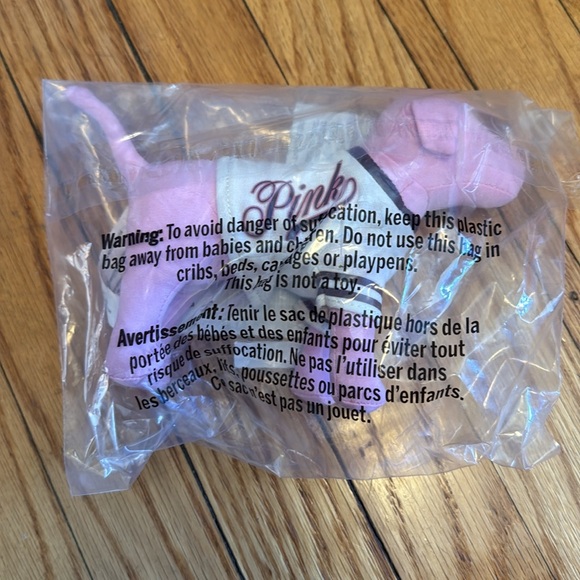 Pink
Warning: To avoid danger of suffocation, keep this plastic
bag away from babies and children. Do not use this bag in
cribs, beds, carriages or playpens.
This bag is not a toy.
Avertissement: Tenir le sac de plastique hors de la
portée des bébés et des enfants pour éviter tout
risque de suffocation. Ne pas l'utiliser dans
les berceaux, lits, poussettes ou parcs d'enfants.
Ce sac n'est pas un jouet.